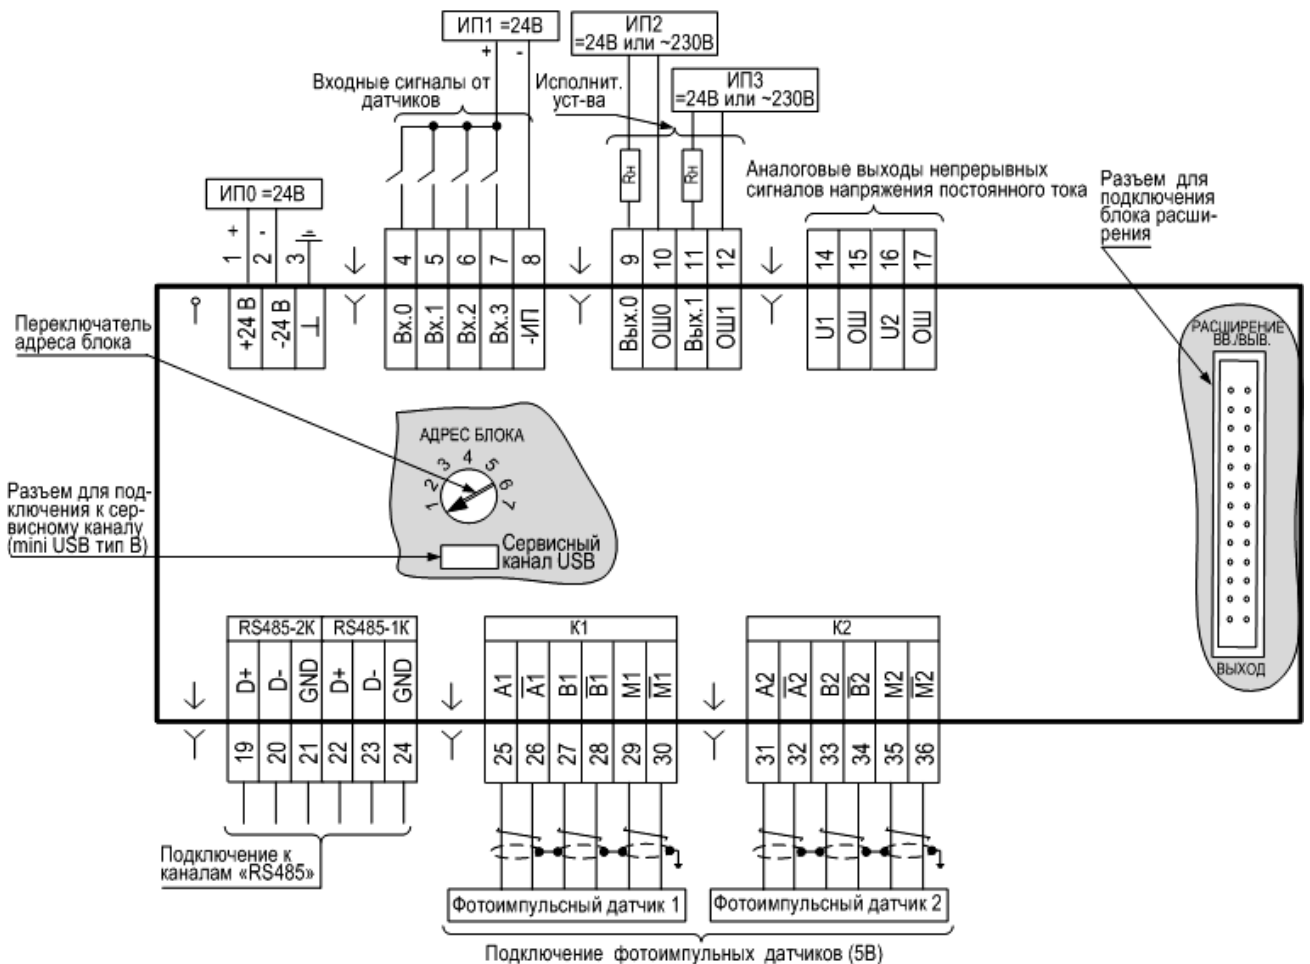 ИП1 =24В
+
-
ИП2
=24В или ~230В
Входные сигналы от
датчиков
Исполнит.
уст-ва
ИП3
=24В или ~230В
ИП0 =24В
+
-
Rн
Rн
Аналоговые выходы непрерывных
сигналов напряжения постоянного тока
Разъем для
подключения
блока расши-
рения
1
2
3
4
5
6
7
8
9
10
11
12
14
15
16
17
+24 В
-24 В
⊥
Вх.0
Вх.1
Вх.2
Вх.3
-ИП
Вых.0
ОШ0
Вых.1
ОШ1
U1
ОШ
U2
ОШ
Переключатель
адреса блока
РАСШИРЕНИЕ
ВВ./ВЫВ.
АДРЕС БЛОКА
1
2
3
4
5
6
7
Разъем для под-
ключения к сер-
висному каналу
(mini USB тип B)
Сервисный
канал USB
ВЫХОД
RS485-2К
RS485-1К
К1
К2
D+
D-
GND
D+
D-
GND
A1
A̅1̅
B1
B̅1̅
M1
M̅1̅
A2
A̅2̅
B2
B̅2̅
M2
M̅2̅
19
20
21
22
23
24
25
26
27
28
29
30
31
32
33
34
35
36
Подключение к
каналам «RS485»
Фотоимпульсный датчик 1
Фотоимпульсный датчик 2
Подключение фотоимпульных датчиков (5В)